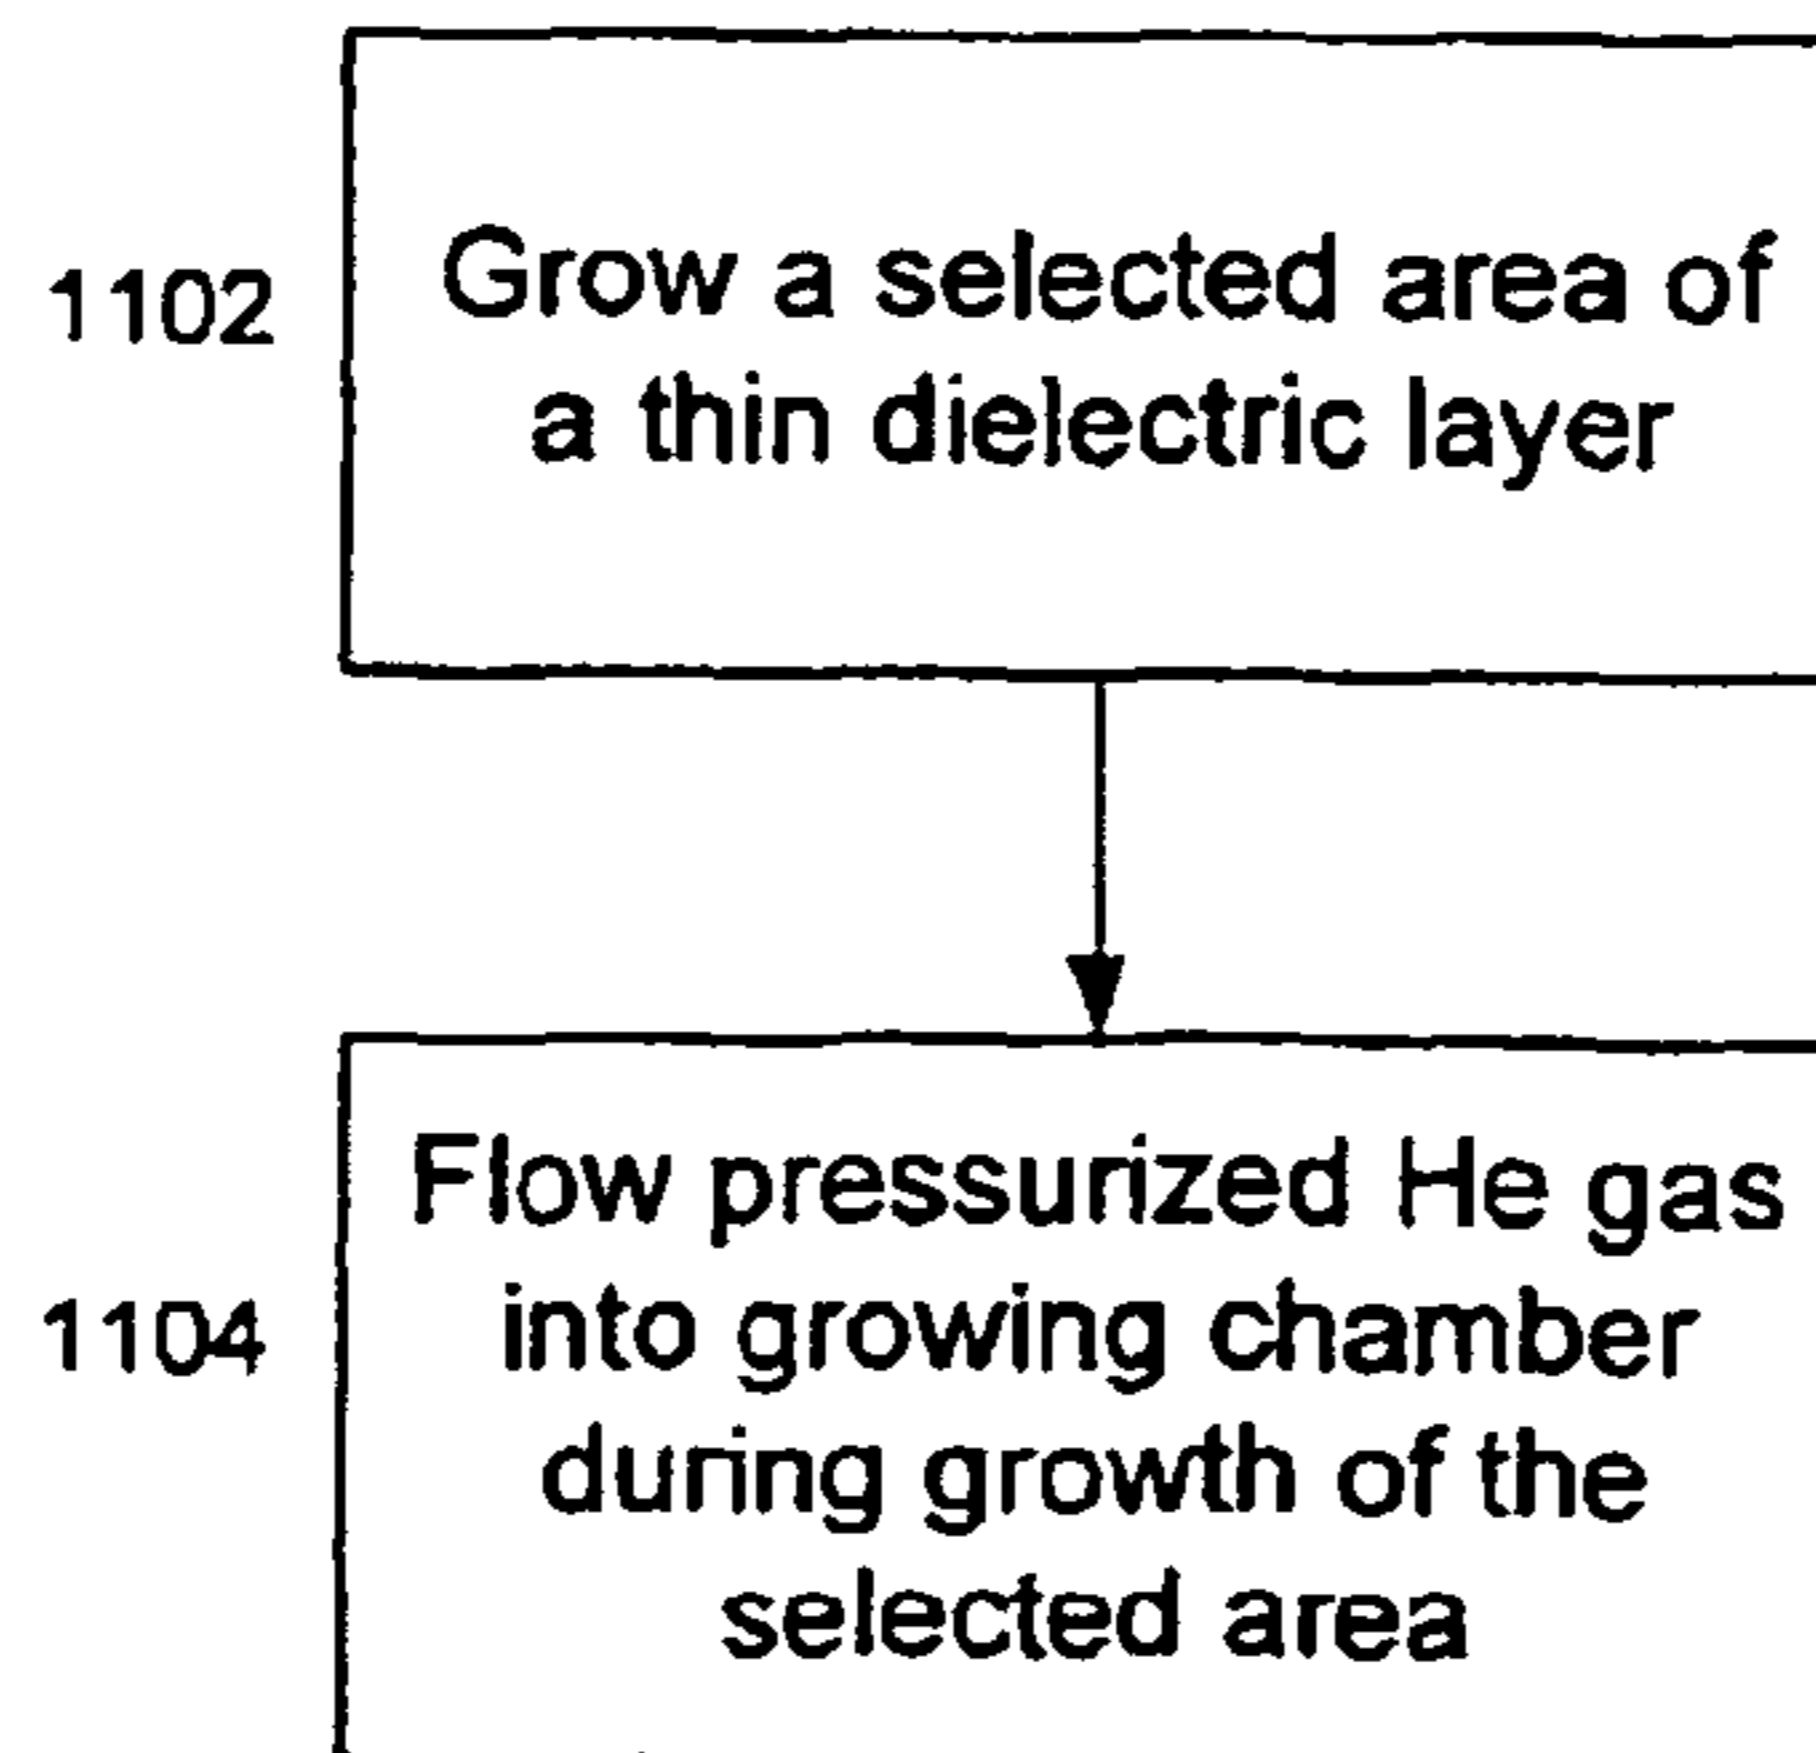 1102
Grow a selected area of
a thin dielectric layer
1104
Flow pressurized He gas
into growing chamber
during growth of the
selected area